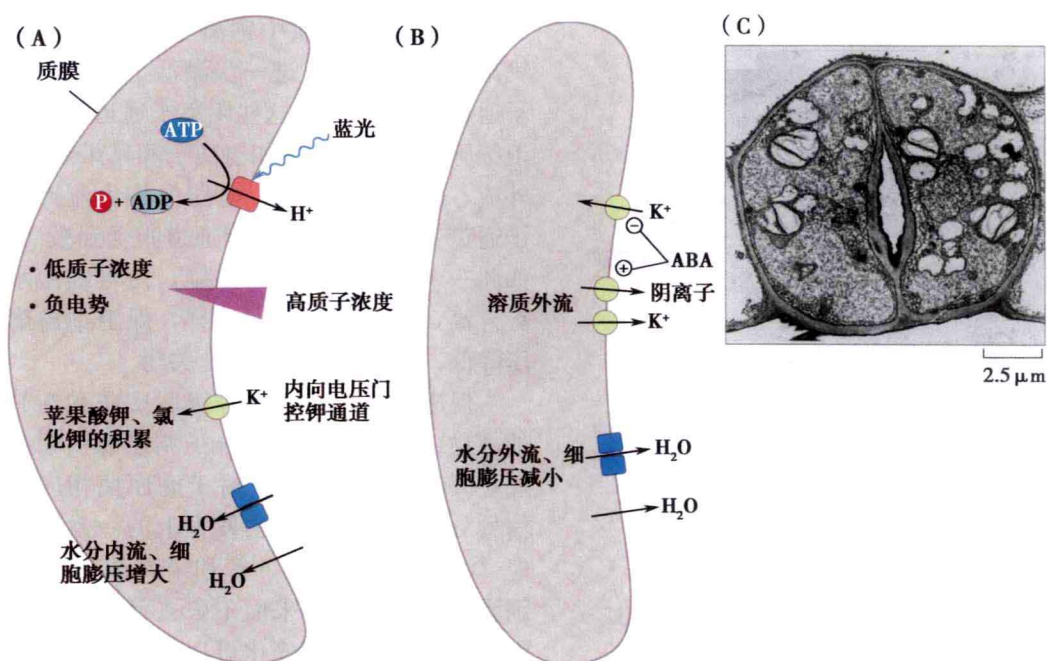 （A）
质膜
ATP
蓝光
P + ADP
H⁺
• 低质子浓度
• 负电势
高质子浓度
K⁺
内向电压门
控钾通道
苹果酸钾、氯
化钾的积累
H₂O
水分内流、细
胞膨压增大
H₂O
（B）
K⁺
−
ABA
+
溶质外流
阴离子
K⁺
水分外流、细
胞膨压减小
H₂O
H₂O
（C）
2.5 μm